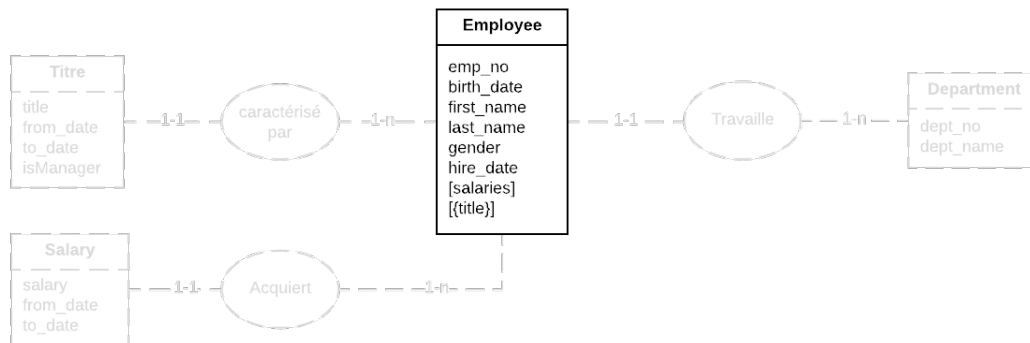 Employee
emp_no
birth_date
first_name
last_name
gender
hire_date
[salaries]
[{title}]
Titre
title
from_date
to_date
isManager
1-1
caractérisé
par
1-n
1-1
Travaille
1-n
Department
dept_no
dept_name
Salary
salary
from_date
to_date
1-1
Acquiert
1-n